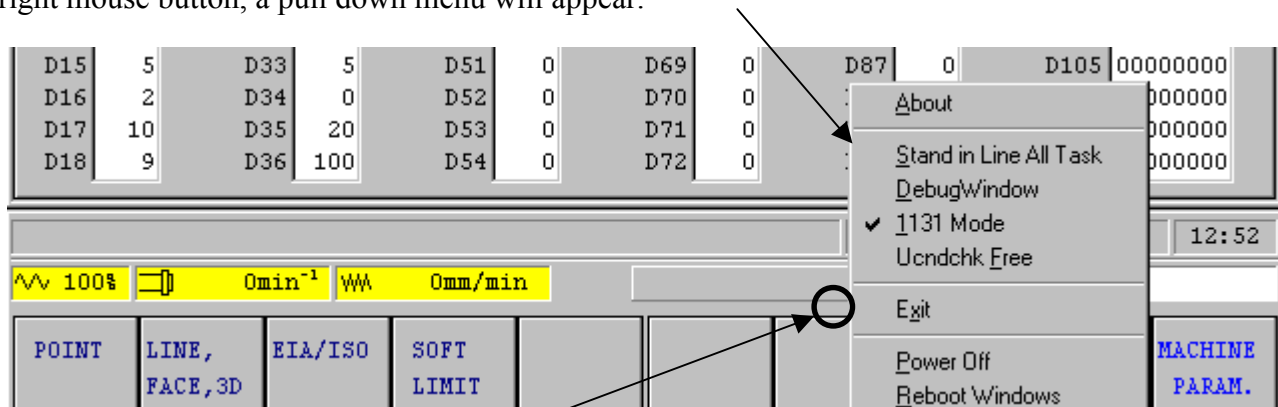 right mouse button, a pull down menu will appear.
D15 5 D33 5 D51 0 D69 0 D87 0 D105 00000000
D16 2 D34 0 D52 0 D70 0 000000
D17 10 D35 20 D53 0 D71 0 000000
D18 9 D36 100 D54 0 D72 0 000000
About
Stand in Line All Task
DebugWindow
✔ 1131 Mode
Ucndchk Free
Exit
Power Off
Reboot Windows
12:52
100% 0min⁻¹ 0mm/min
POINT LINE, EIA/ISO SOFT MACHINE
FACE,3D LIMIT PARAM.